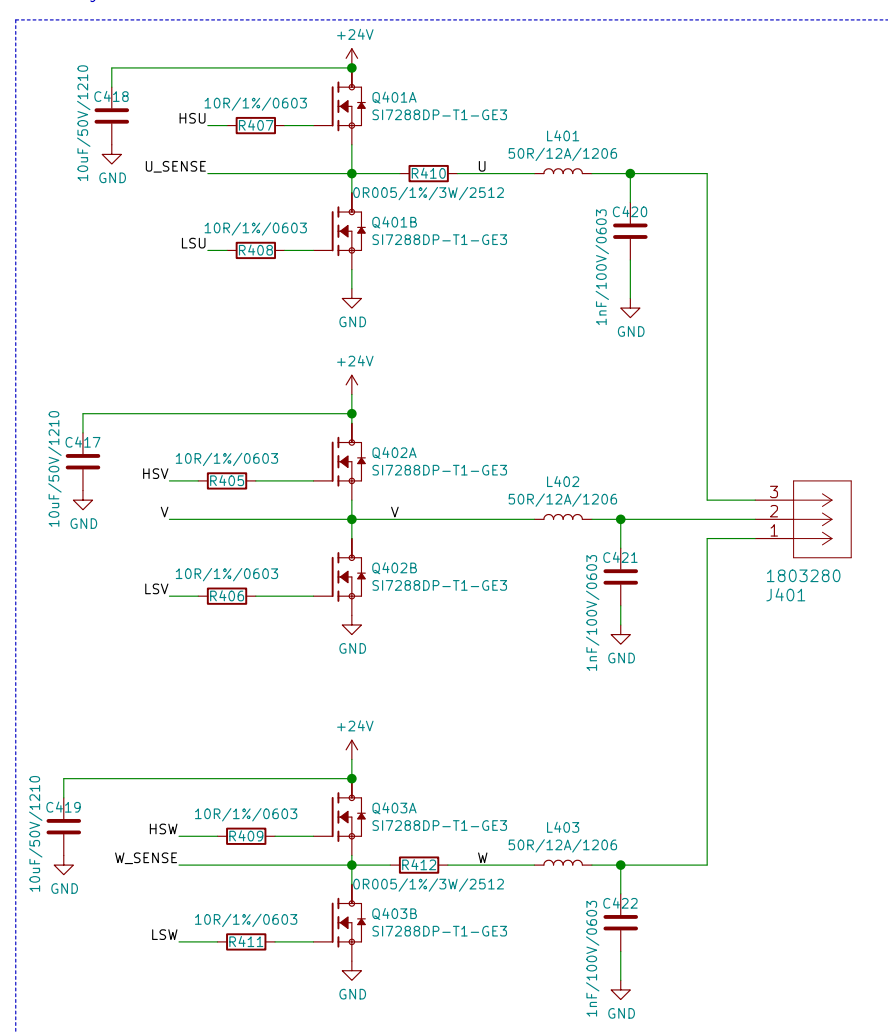 +24V
10uF/50V/1210
C418
GND
10R/1%/0603
HSU
R407
Q401A
SI7288DP-T1-GE3
U_SENSE
R410
0R005/1%/3W/2512
U
L401
50R/12A/1206
10R/1%/0603
LSU
R408
Q401B
SI7288DP-T1-GE3
GND
C420
1nF/100V/0603
GND
+24V
10uF/50V/1210
C417
GND
10R/1%/0603
HSV
R405
Q402A
SI7288DP-T1-GE3
V
V
L402
50R/12A/1206
10R/1%/0603
LSV
R406
Q402B
SI7288DP-T1-GE3
GND
C421
1nF/100V/0603
GND
3
2
1
1803280
J401
+24V
10uF/50V/1210
C419
GND
10R/1%/0603
HSW
R409
Q403A
SI7288DP-T1-GE3
W_SENSE
R412
0R005/1%/3W/2512
W
L403
50R/12A/1206
10R/1%/0603
LSW
R411
Q403B
SI7288DP-T1-GE3
GND
C422
1nF/100V/0603
GND